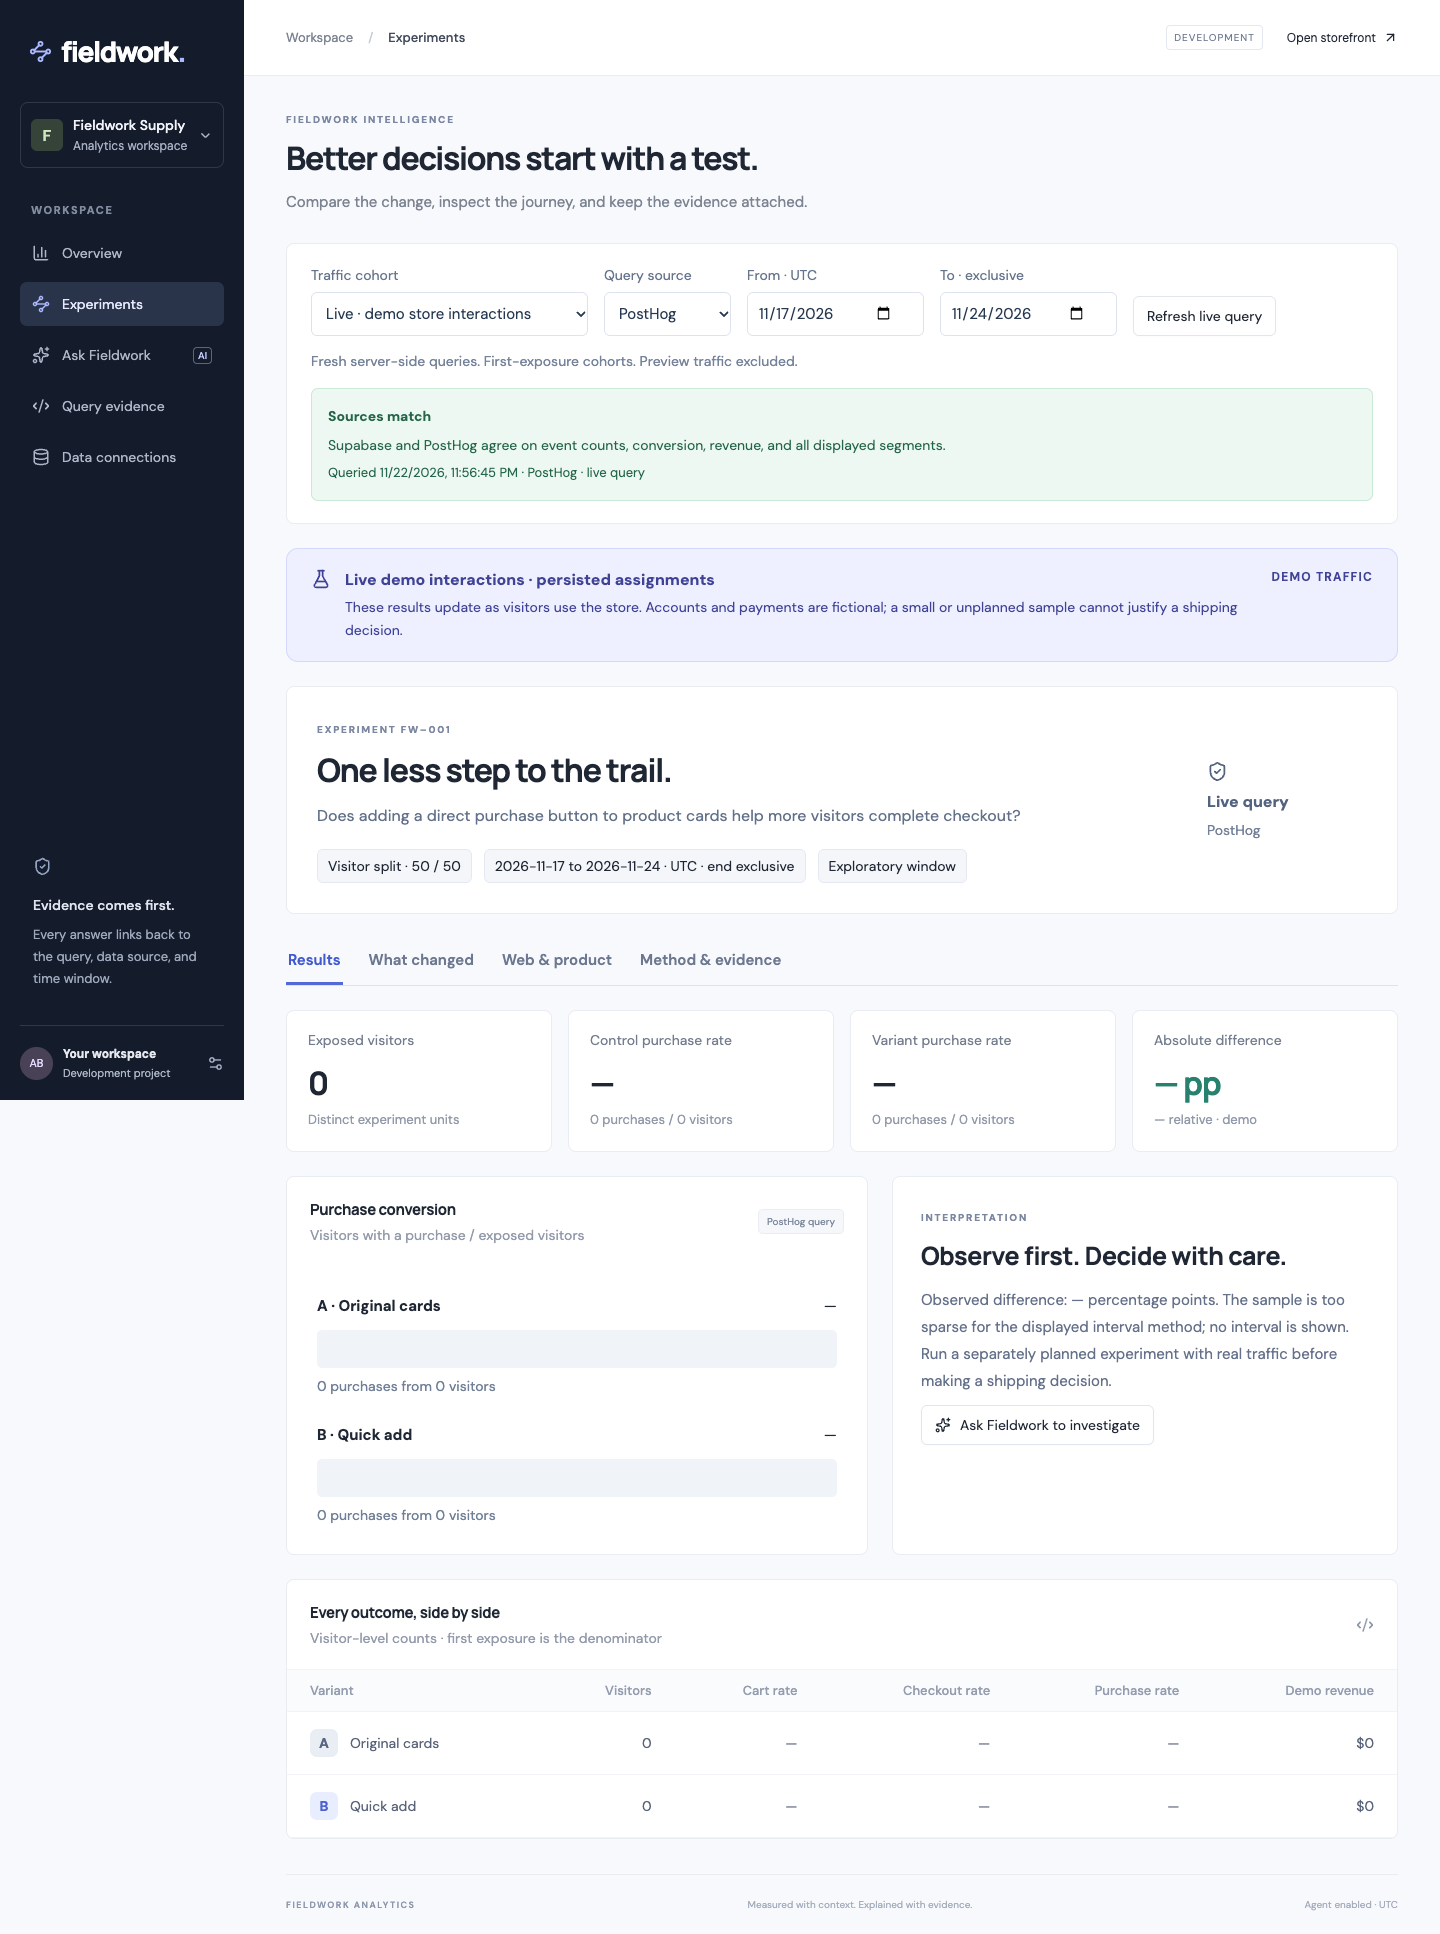 fieldwork.
F
Fieldwork Supply
Analytics workspace
WORKSPACE
Overview
Experiments
Ask Fieldwork
AI
Query evidence
Data connections
Evidence comes first.
Every answer links back to
the query, data source, and
time window.
AB
Your workspace
Development project
Workspace / Experiments
DEVELOPMENT
Open storefront
FIELDWORK INTELLIGENCE
Better decisions start with a test.
Compare the change, inspect the journey, and keep the evidence attached.
Traffic cohort
Live · demo store interactions
Query source
PostHog
From · UTC
11/17/2026
To · exclusive
11/24/2026
Refresh live query
Fresh server-side queries. First-exposure cohorts. Preview traffic excluded.
Sources match
Supabase and PostHog agree on event counts, conversion, revenue, and all displayed segments.
Queried 11/22/2026, 11:56:45 PM · PostHog · live query
Live demo interactions · persisted assignments
DEMO TRAFFIC
These results update as visitors use the store. Accounts and payments are fictional; a small or unplanned sample cannot justify a shipping
decision.
EXPERIMENT FW-001
One less step to the trail.
Does adding a direct purchase button to product cards help more visitors complete checkout?
Visitor split · 50 / 50
2026-11-17 to 2026-11-24 · UTC · end exclusive
Exploratory window
Live query
PostHog
Results
What changed
Web & product
Method & evidence
Exposed visitors
0
Distinct experiment units
Control purchase rate
—
0 purchases / 0 visitors
Variant purchase rate
—
0 purchases / 0 visitors
Absolute difference
— pp
— relative · demo
Purchase conversion
Visitors with a purchase / exposed visitors
PostHog query
A · Original cards —
0 purchases from 0 visitors
B · Quick add —
0 purchases from 0 visitors
INTERPRETATION
Observe first. Decide with care.
Observed difference: — percentage points. The sample is too
sparse for the displayed interval method; no interval is shown.
Run a separately planned experiment with real traffic before
making a shipping decision.
Ask Fieldwork to investigate
Every outcome, side by side
Visitor-level counts · first exposure is the denominator
Variant Visitors Cart rate Checkout rate Purchase rate Demo revenue
A Original cards 0 — — — $0
B Quick add 0 — — — $0
FIELDWORK ANALYTICS
Measured with context. Explained with evidence.
Agent enabled · UTC